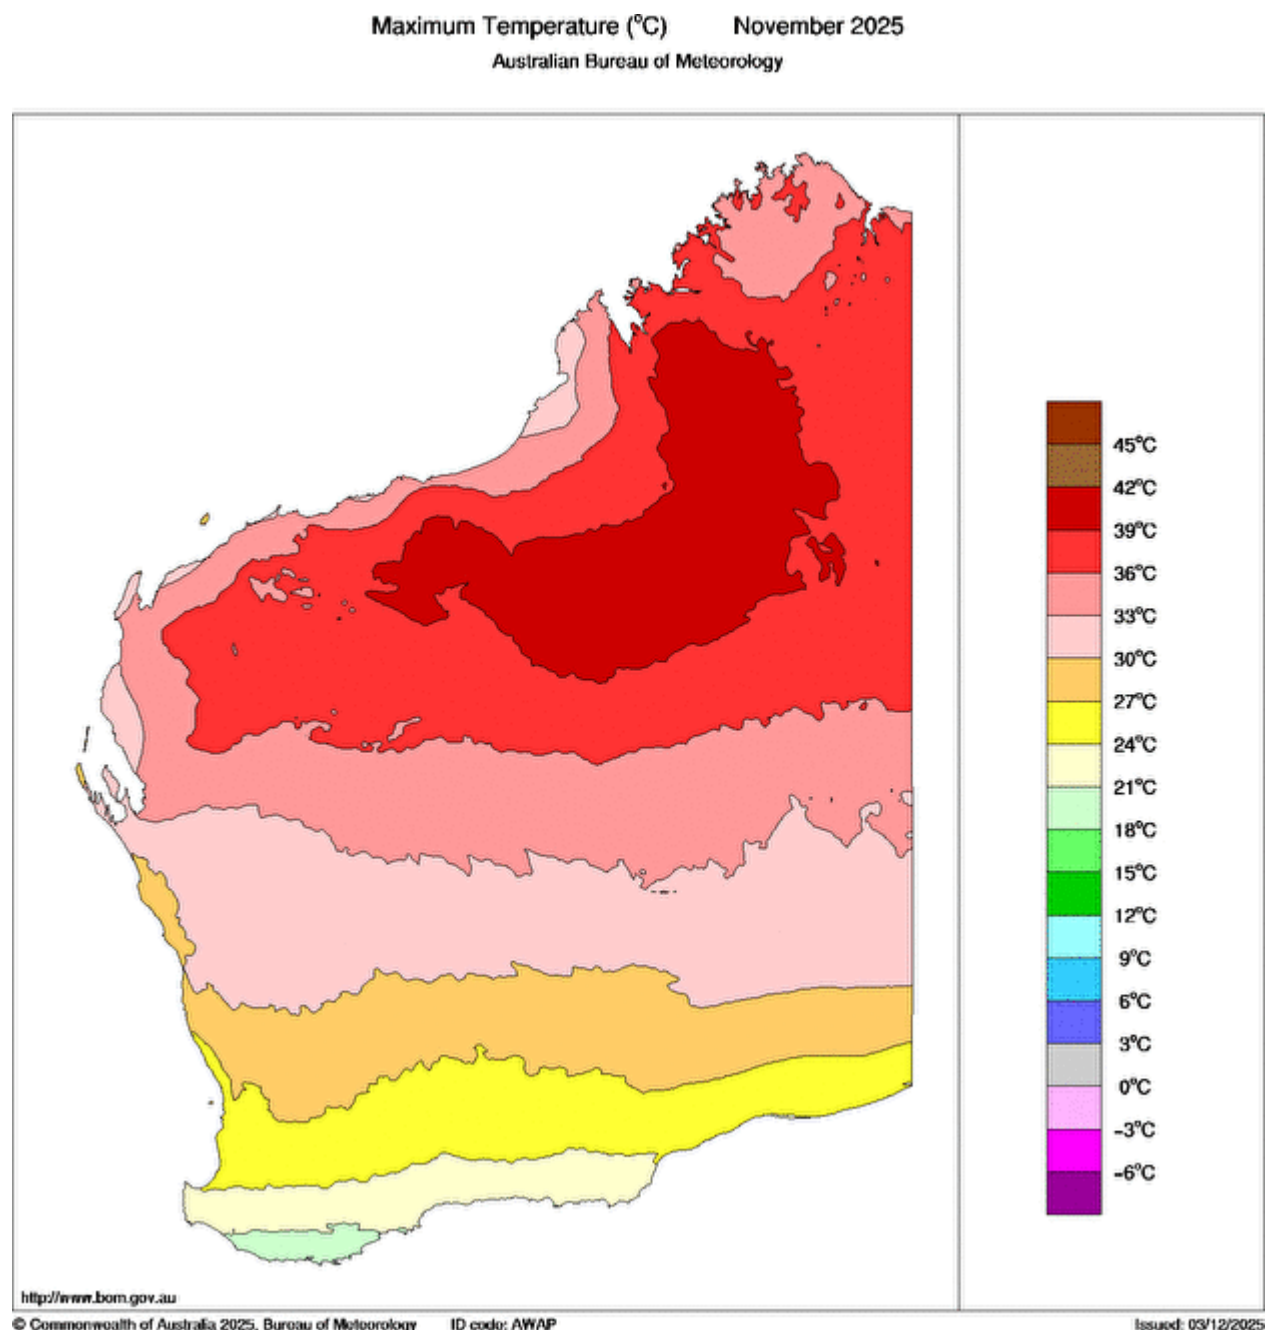 Maximum Temperature (°C) November 2025
Australian Bureau of Meteorology
45°C
42°C
39°C
36°C
33°C
30°C
27°C
24°C
21°C
18°C
15°C
12°C
9°C
6°C
3°C
0°C
-3°C
-6°C
http://www.bom.gov.au
© Commonwealth of Australia 2025, Bureau of Meteorology ID code: AWAP Issued: 03/12/2025